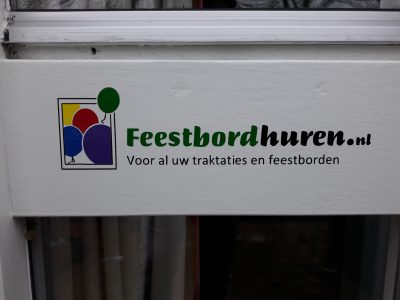 Feestbordhuren.nl
Voor al uw traktaties en feestborden